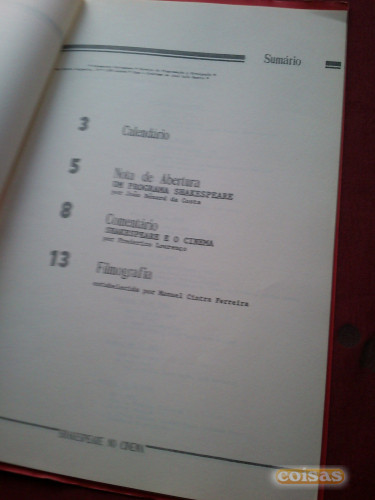 Sumário
3 Calendário
5 Nota de Abertura
UM PROGRAMA SHAKESPEARE
por João Bénard da Costa
8 Comentário
SHAKESPEARE E O CINEMA
por Frederico Lourenço
13 Filmografia
estabelecida por Manuel Cintra Ferreira
SHAKESPEARE NO CINEMA
coisas